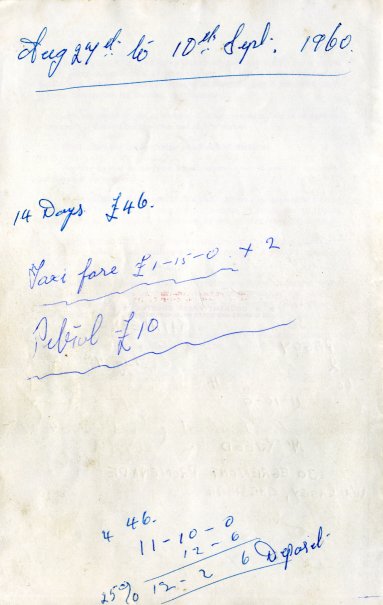 Aug 27th to 10th Sept. 1960.
14 Days £46.
Taxi fare £1-15-0 x 2
Petrol £10
4 46.
11-10-0
12-6
25% 12-2 6 Deposit.